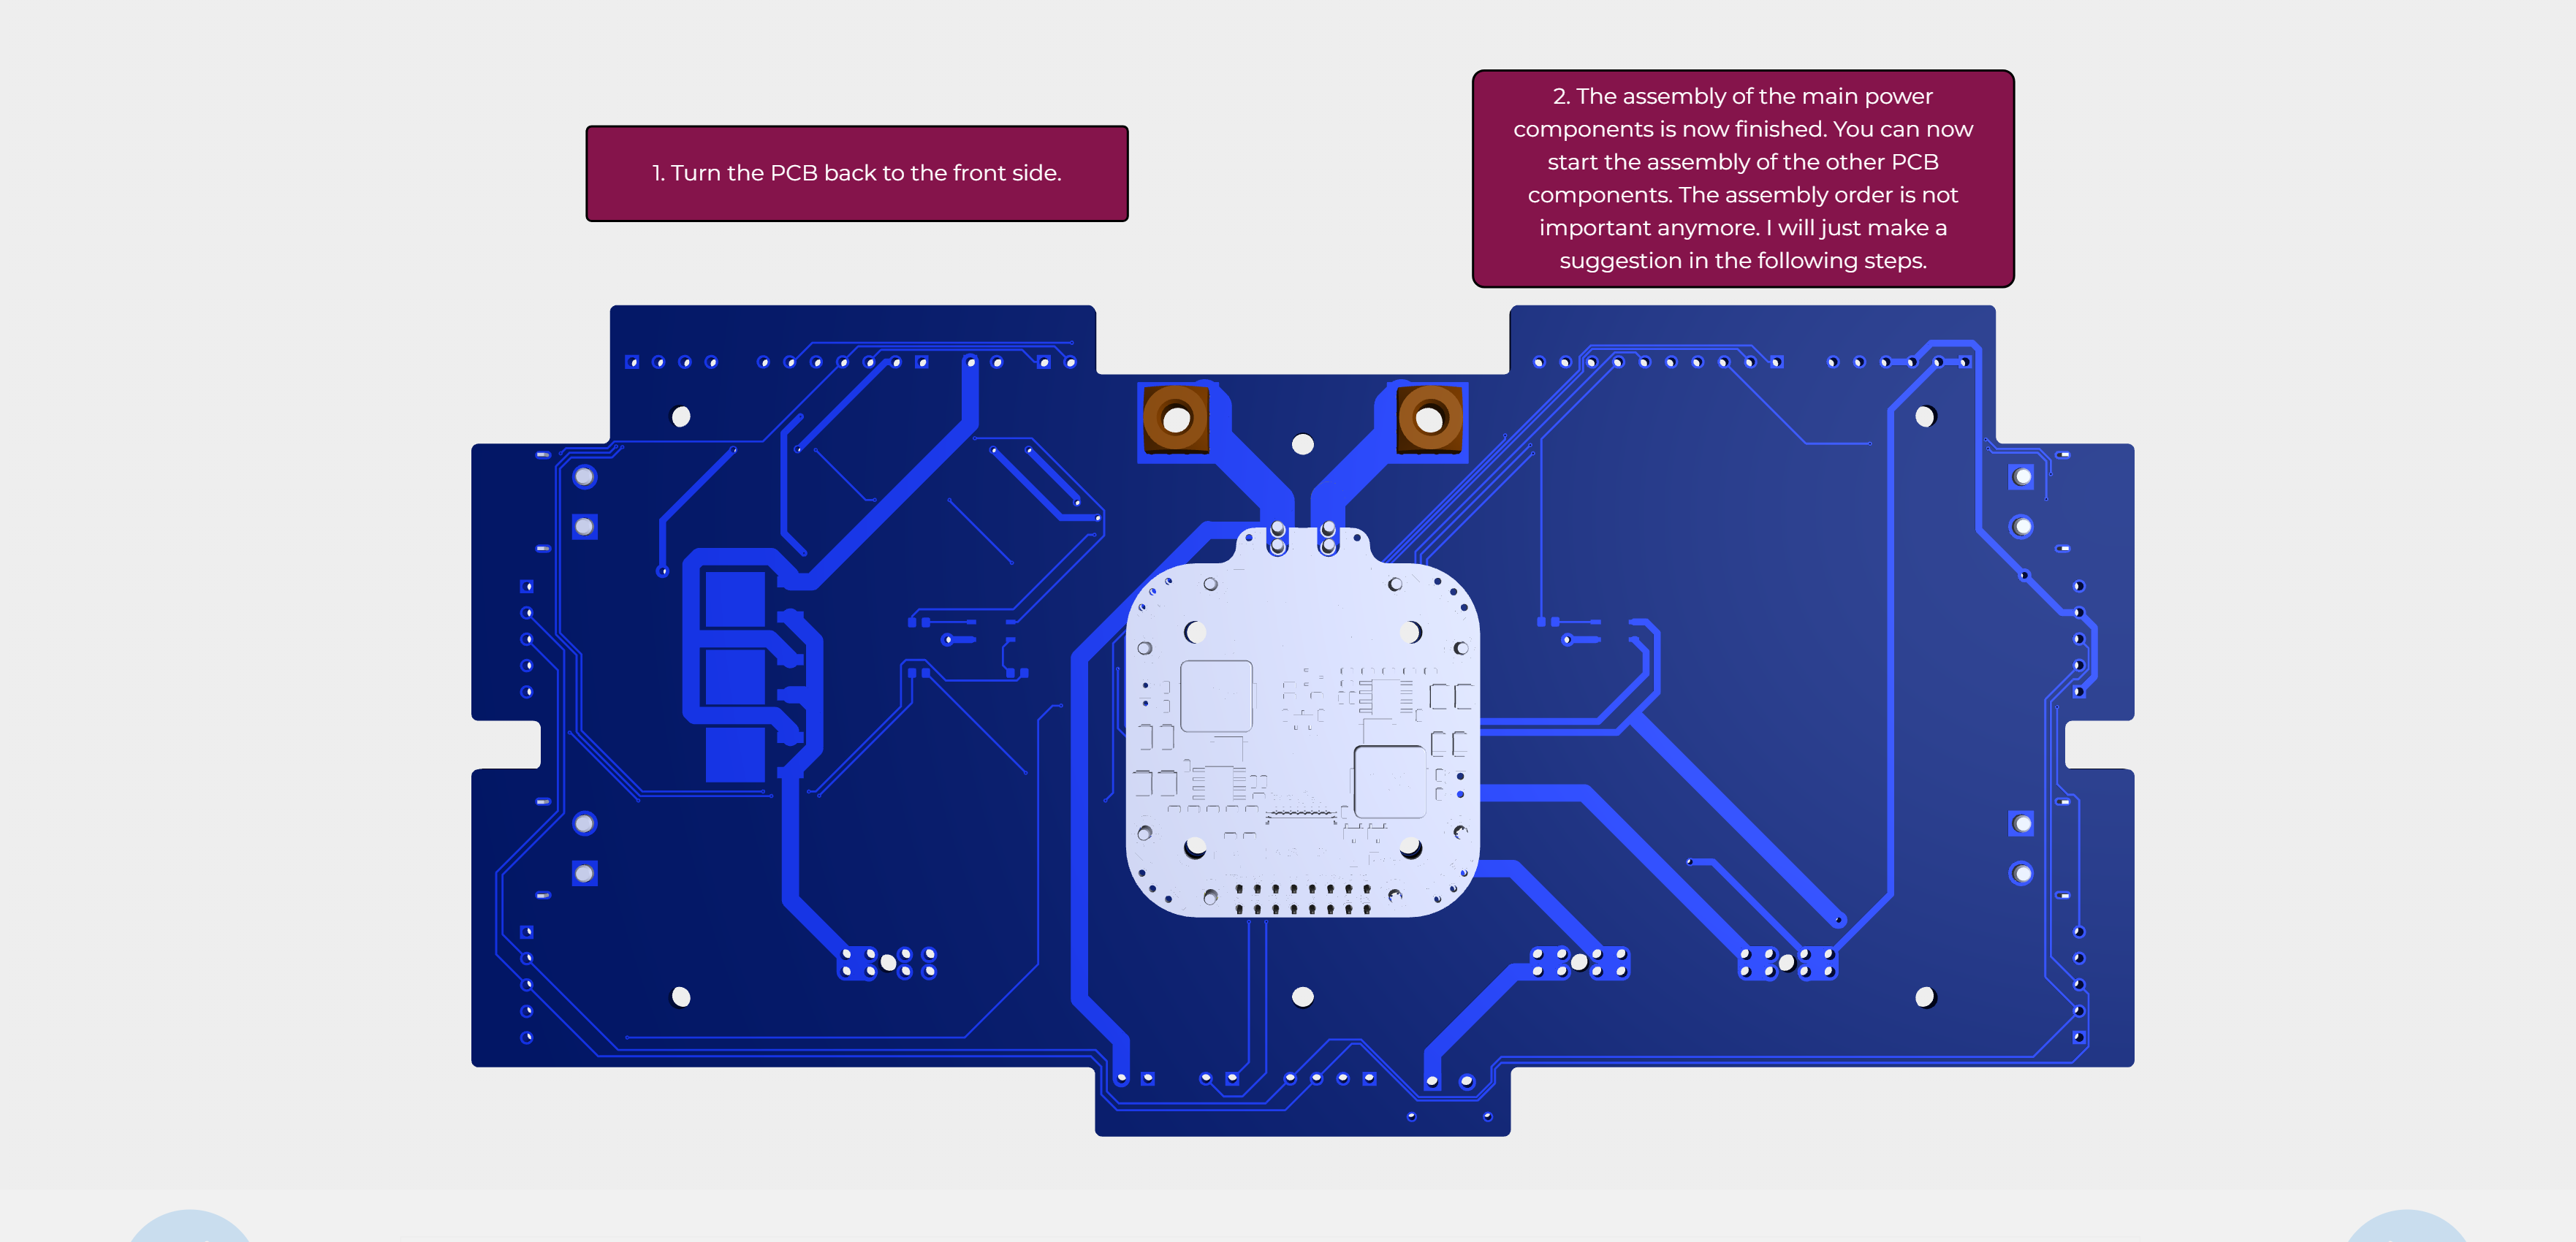 1. Turn the PCB back to the front side.
2. The assembly of the main power
components is now finished. You can now
start the assembly of the other PCB
components. The assembly order is not
important anymore. I will just make a
suggestion in the following steps.